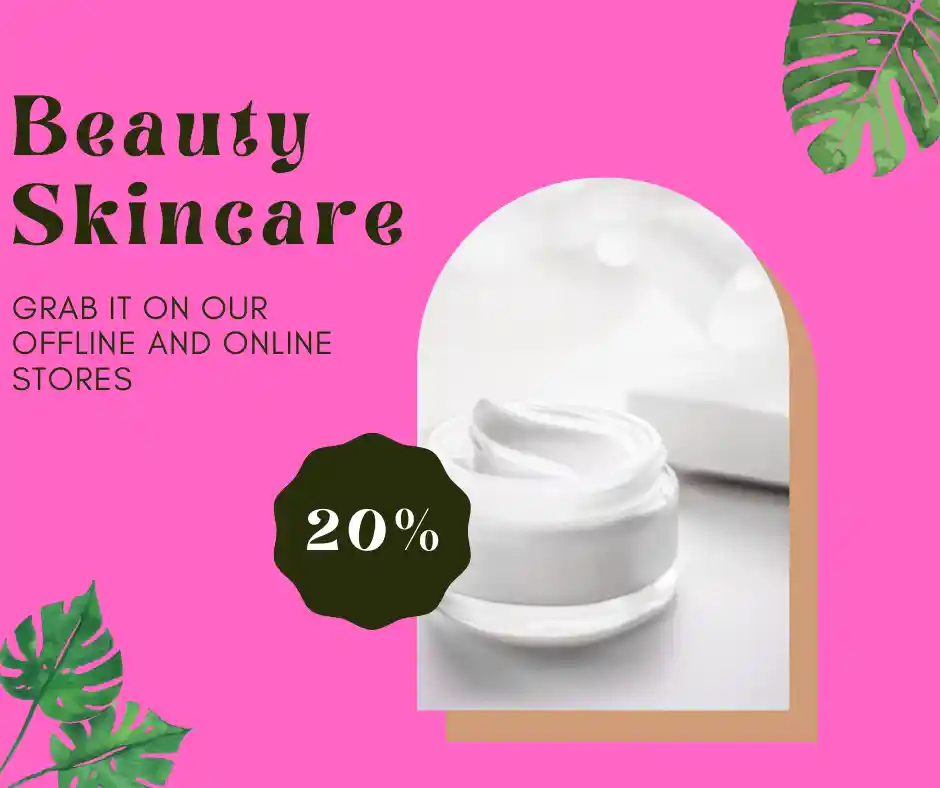 Beauty
Skincare
GRAB IT ON OUR
OFFLINE AND ONLINE
STORES
20%